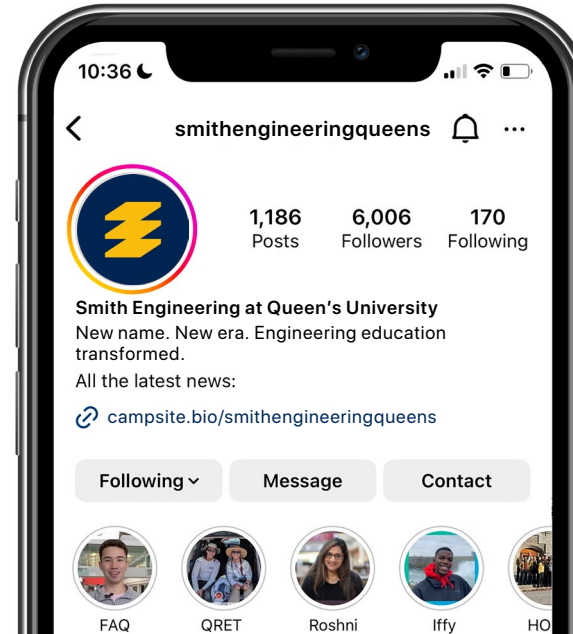 10:36
smithengineeringqueens
1,186 6,006 170
Posts Followers Following
Smith Engineering at Queen's University
New name. New era. Engineering education
transformed.
All the latest news:
campsite.bio/smithengineeringqueens
Following Message Contact
FAQ QRET Roshni Iffy HO